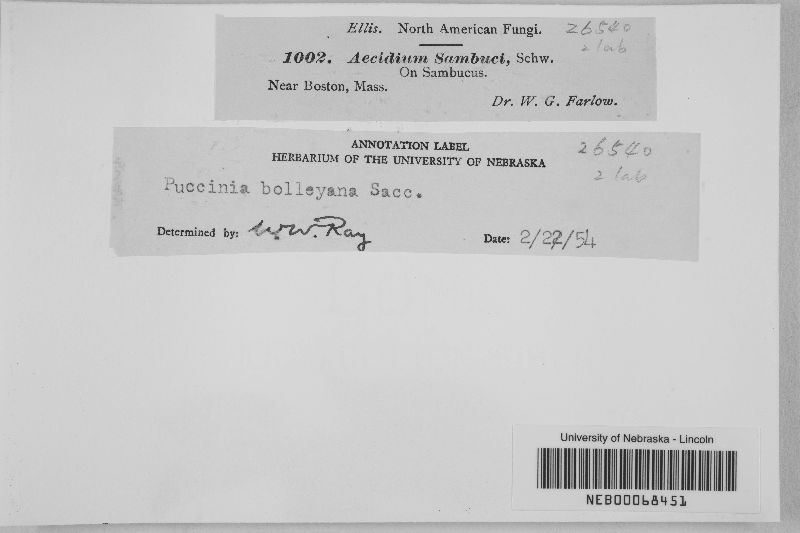 Ellis. North American Fungi. 26540
2 lab
1002. Aecidium Sambuci, Schw.
On Sambucus.
Near Boston, Mass.
Dr. W. G. Farlow.
ANNOTATION LABEL 26540
HERBARIUM OF THE UNIVERSITY OF NEBRASKA
2 lab
Puccinia bolleyana Sacc.
Determined by: W.W. Ray Date: 2/22/54
University of Nebraska - Lincoln
NEB00068451